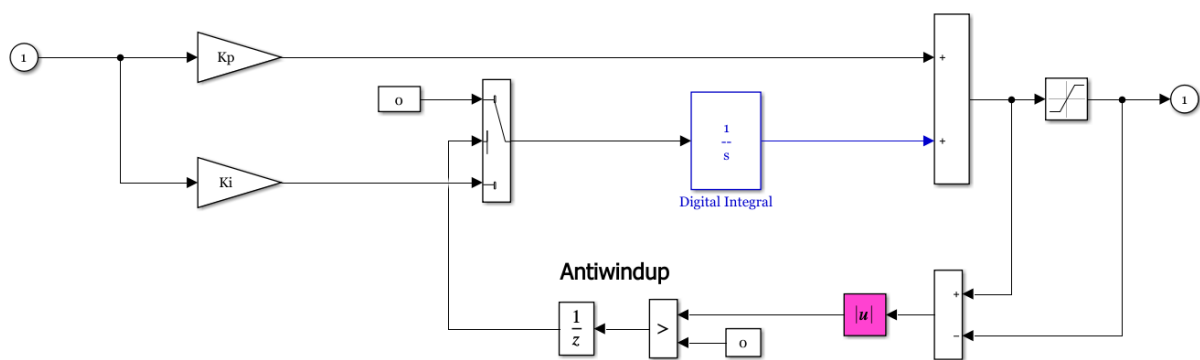 1
Kp
+
1
0
1
--
s
+
Ki
Digital Integral
Antiwindup
+
1
z
>
|u|
0
−